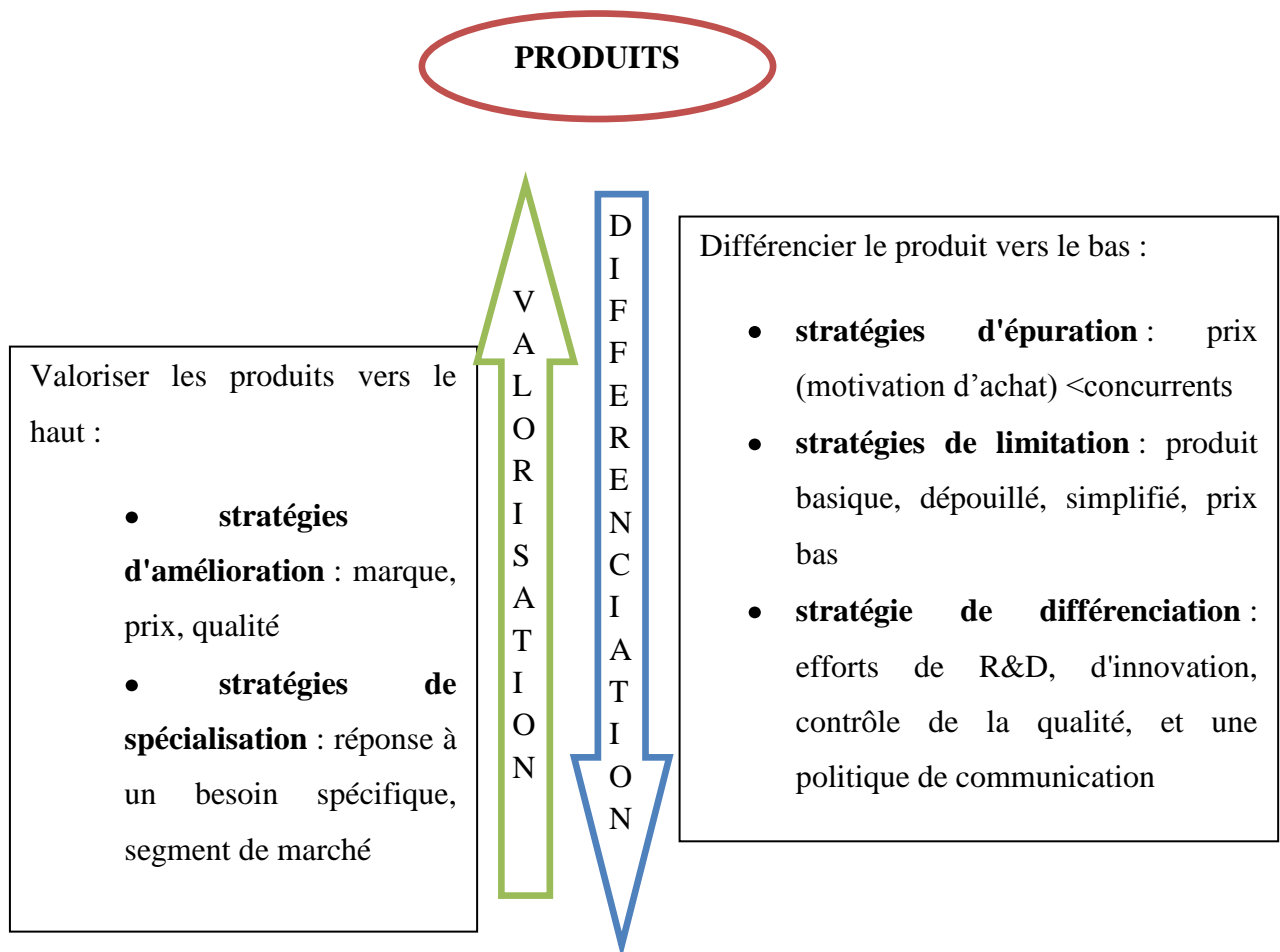 PRODUITS
Valoriser les produits vers le
haut :
• stratégies
d'amélioration : marque,
prix, qualité
• stratégies de
spécialisation : réponse à
un besoin spécifique,
segment de marché
V
A
L
O
R
I
S
A
T
I
O
N
D
I
F
F
E
R
E
N
C
I
A
T
I
O
N
Différencier le produit vers le bas :
• stratégies d'épuration : prix
(motivation d’achat) <concurrents
• stratégies de limitation : produit
basique, dépouillé, simplifié, prix
bas
• stratégie de différenciation :
efforts de R&D, d'innovation,
contrôle de la qualité, et une
politique de communication